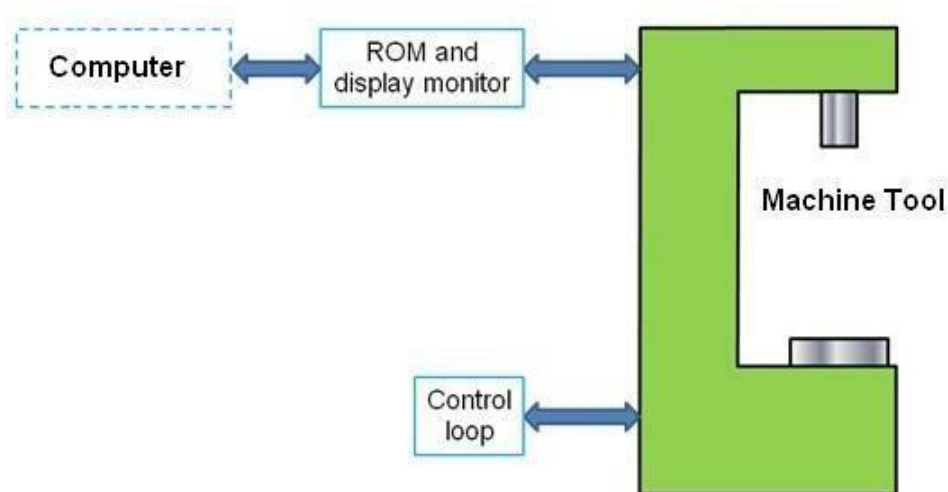 Computer
ROM and
display monitor
Machine Tool
Control
loop